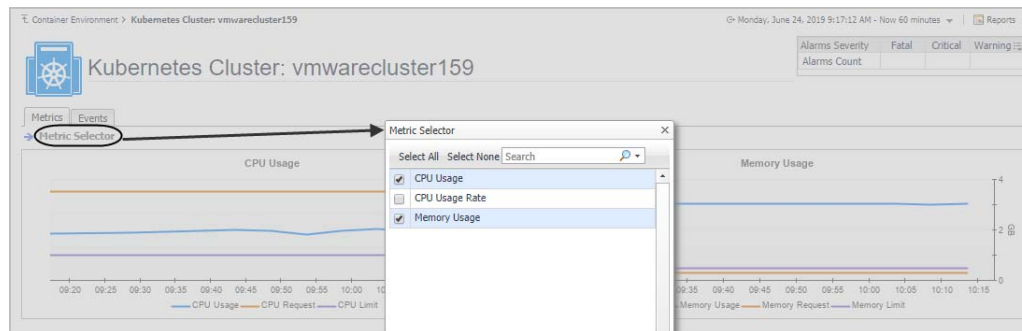 Container Environment > Kubernetes Cluster: vmwarecluster159
Monday, June 24, 2019 9:17:12 AM - Now 60 minutes
Reports
Kubernetes Cluster: vmwarecluster159
Alarms Severity Fatal Critical Warning
Alarms Count
Metrics Events
Metric Selector
Metric Selector
Select All Select None Search
CPU Usage
CPU Usage Rate
Memory Usage
CPU Usage
Memory Usage
4
2
0
GB
09:20 09:25 09:30 09:35 09:40 09:45 09:50 09:55 10:00
09:35 09:40 09:45 09:50 09:55 10:00 10:05 10:10 10:15
CPU Usage CPU Request CPU Limit
Memory Usage Memory Request Memory Limit